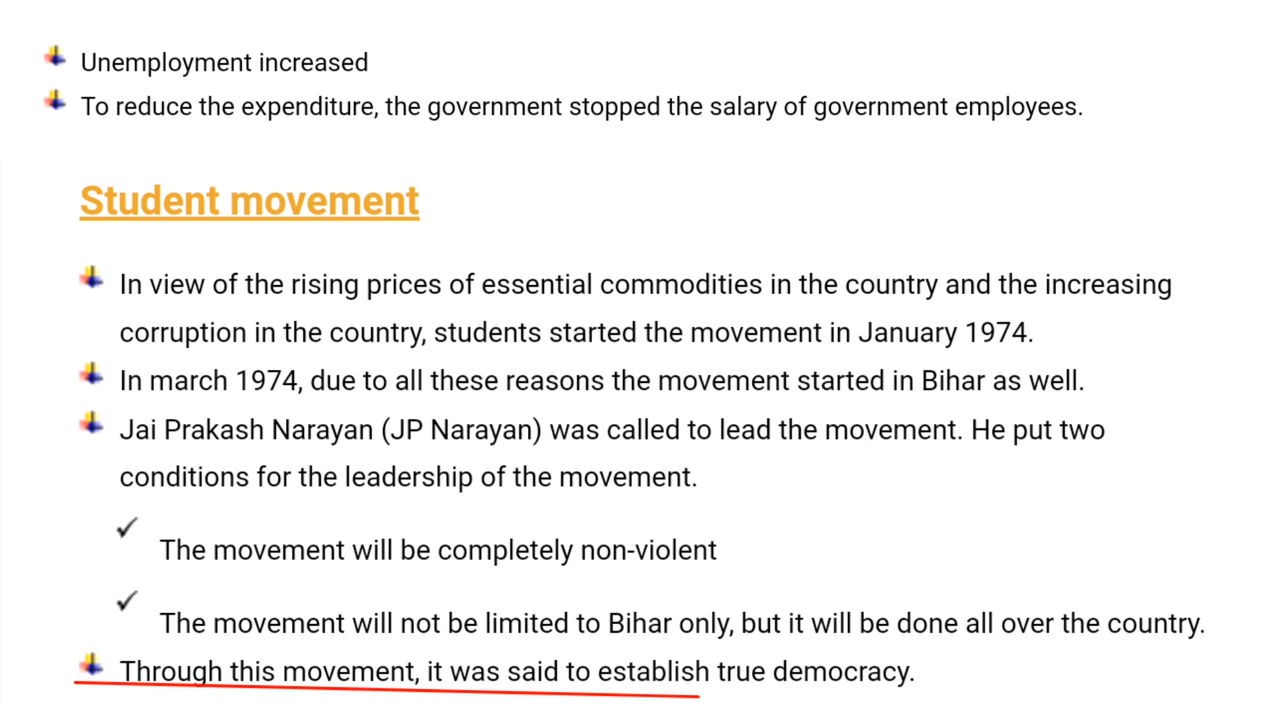 Unemployment increased
To reduce the expenditure, the government stopped the salary of government employees.
Student movement
In view of the rising prices of essential commodities in the country and the increasing
corruption in the country, students started the movement in January 1974.
In march 1974, due to all these reasons the movement started in Bihar as well.
Jai Prakash Narayan (JP Narayan) was called to lead the movement. He put two
conditions for the leadership of the movement.
The movement will be completely non-violent
The movement will not be limited to Bihar only, but it will be done all over the country.
Through this movement, it was said to establish true democracy.